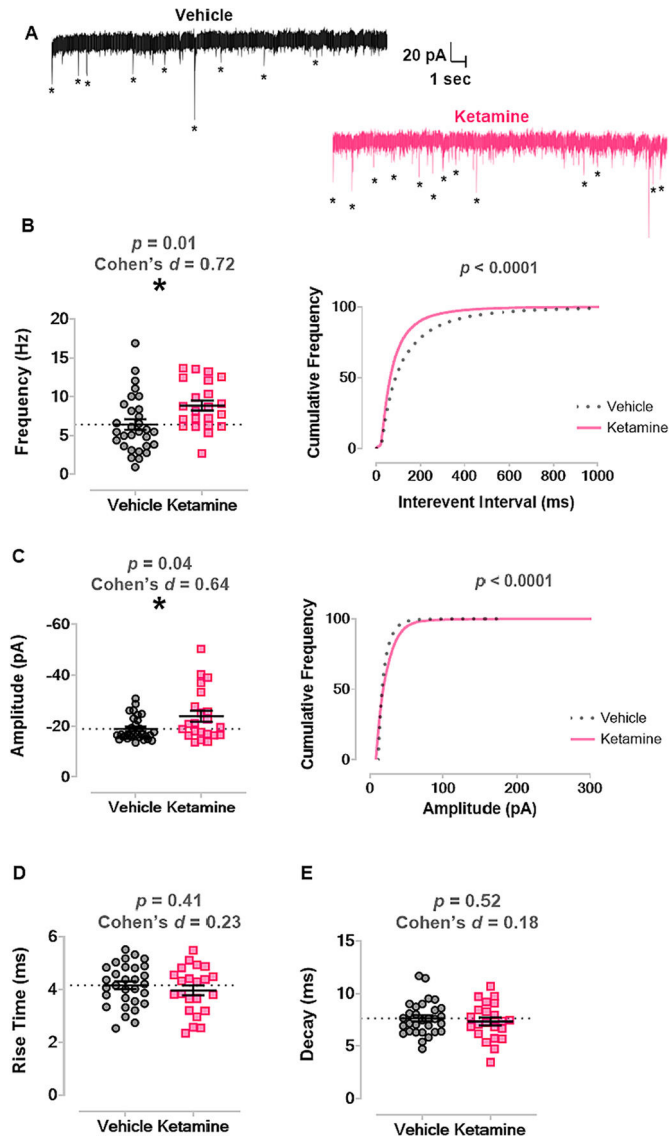 A
Vehicle
20 pA
1 sec
Ketamine
* * * * * * * * *
* * * * * * * * * * * * *
B
p = 0.01
Cohen's d = 0.72
*
Frequency (Hz)
20
15
10
5
0
Vehicle Ketamine
p < 0.0001
Cumulative Frequency
100
50
0
Vehicle
Ketamine
0 200 400 600 800 1000
Interevent Interval (ms)
C
p = 0.04
Cohen's d = 0.64
*
Amplitude (pA)
-60
-40
-20
0
Vehicle Ketamine
p < 0.0001
Cumulative Frequency
100
50
0
Vehicle
Ketamine
0 100 200 300
Amplitude (pA)
D
p = 0.41
Cohen's d = 0.23
Rise Time (ms)
6
4
2
0
Vehicle Ketamine
E
p = 0.52
Cohen's d = 0.18
Decay (ms)
15
10
5
0
Vehicle Ketamine